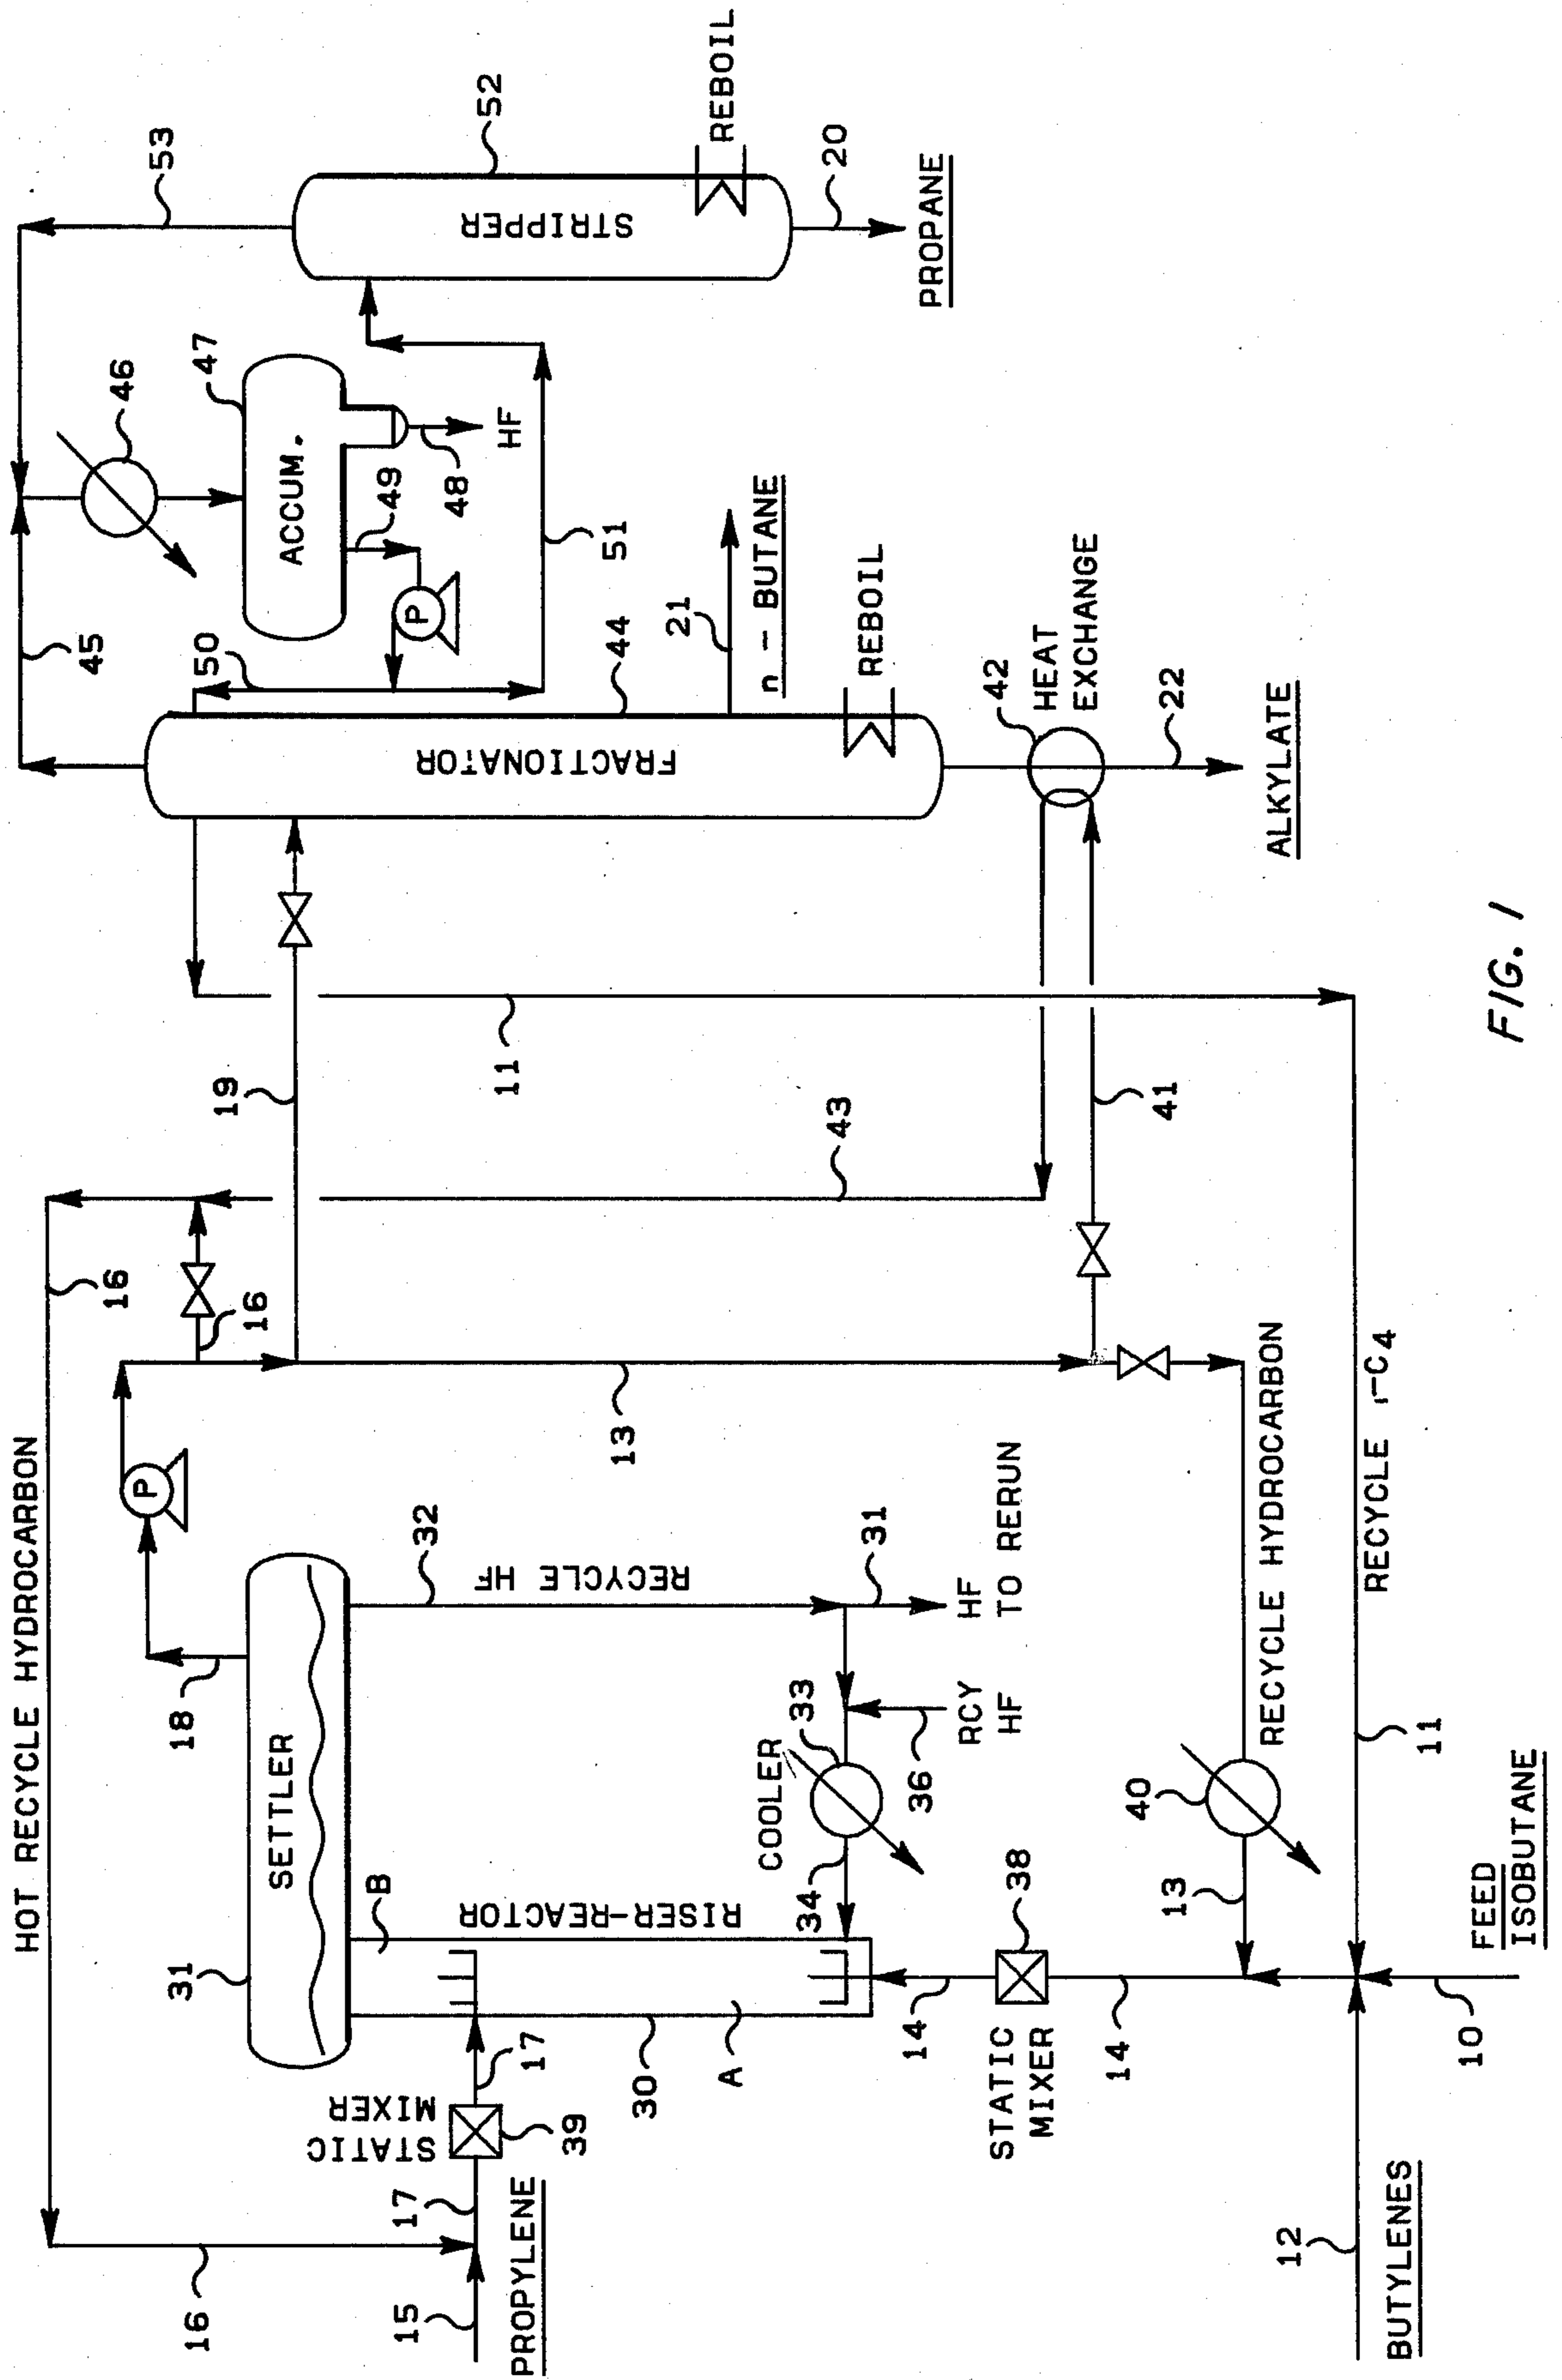 HOT RECYCLE HYDROCARBON
16
16
16
15
PROPYLENE
17
STATIC
MIXER
39
17
31
SETTLER
18
P
B
RISER-REACTOR
30
A
32
RECYCLE HF
31
HF
TO RERUN
RCY
HF
36
COOLER
33
34
14
STATIC
MIXER
38
14
13
40
RECYCLE HYDROCARBON
13
12
BUTYLENES
10
FEED
ISOBUTANE
11
RECYCLE i-C4
19
11
43
41
45
50
FRACTIONATOR
44
21
n - BUTANE
REBOIL
42
HEAT
EXCHANGE
22
ALKYLATE
46
47
ACCUM.
48
HF
49
P
51
53
STRIPPER
52
REBOIL
20
PROPANE
FIG. 1